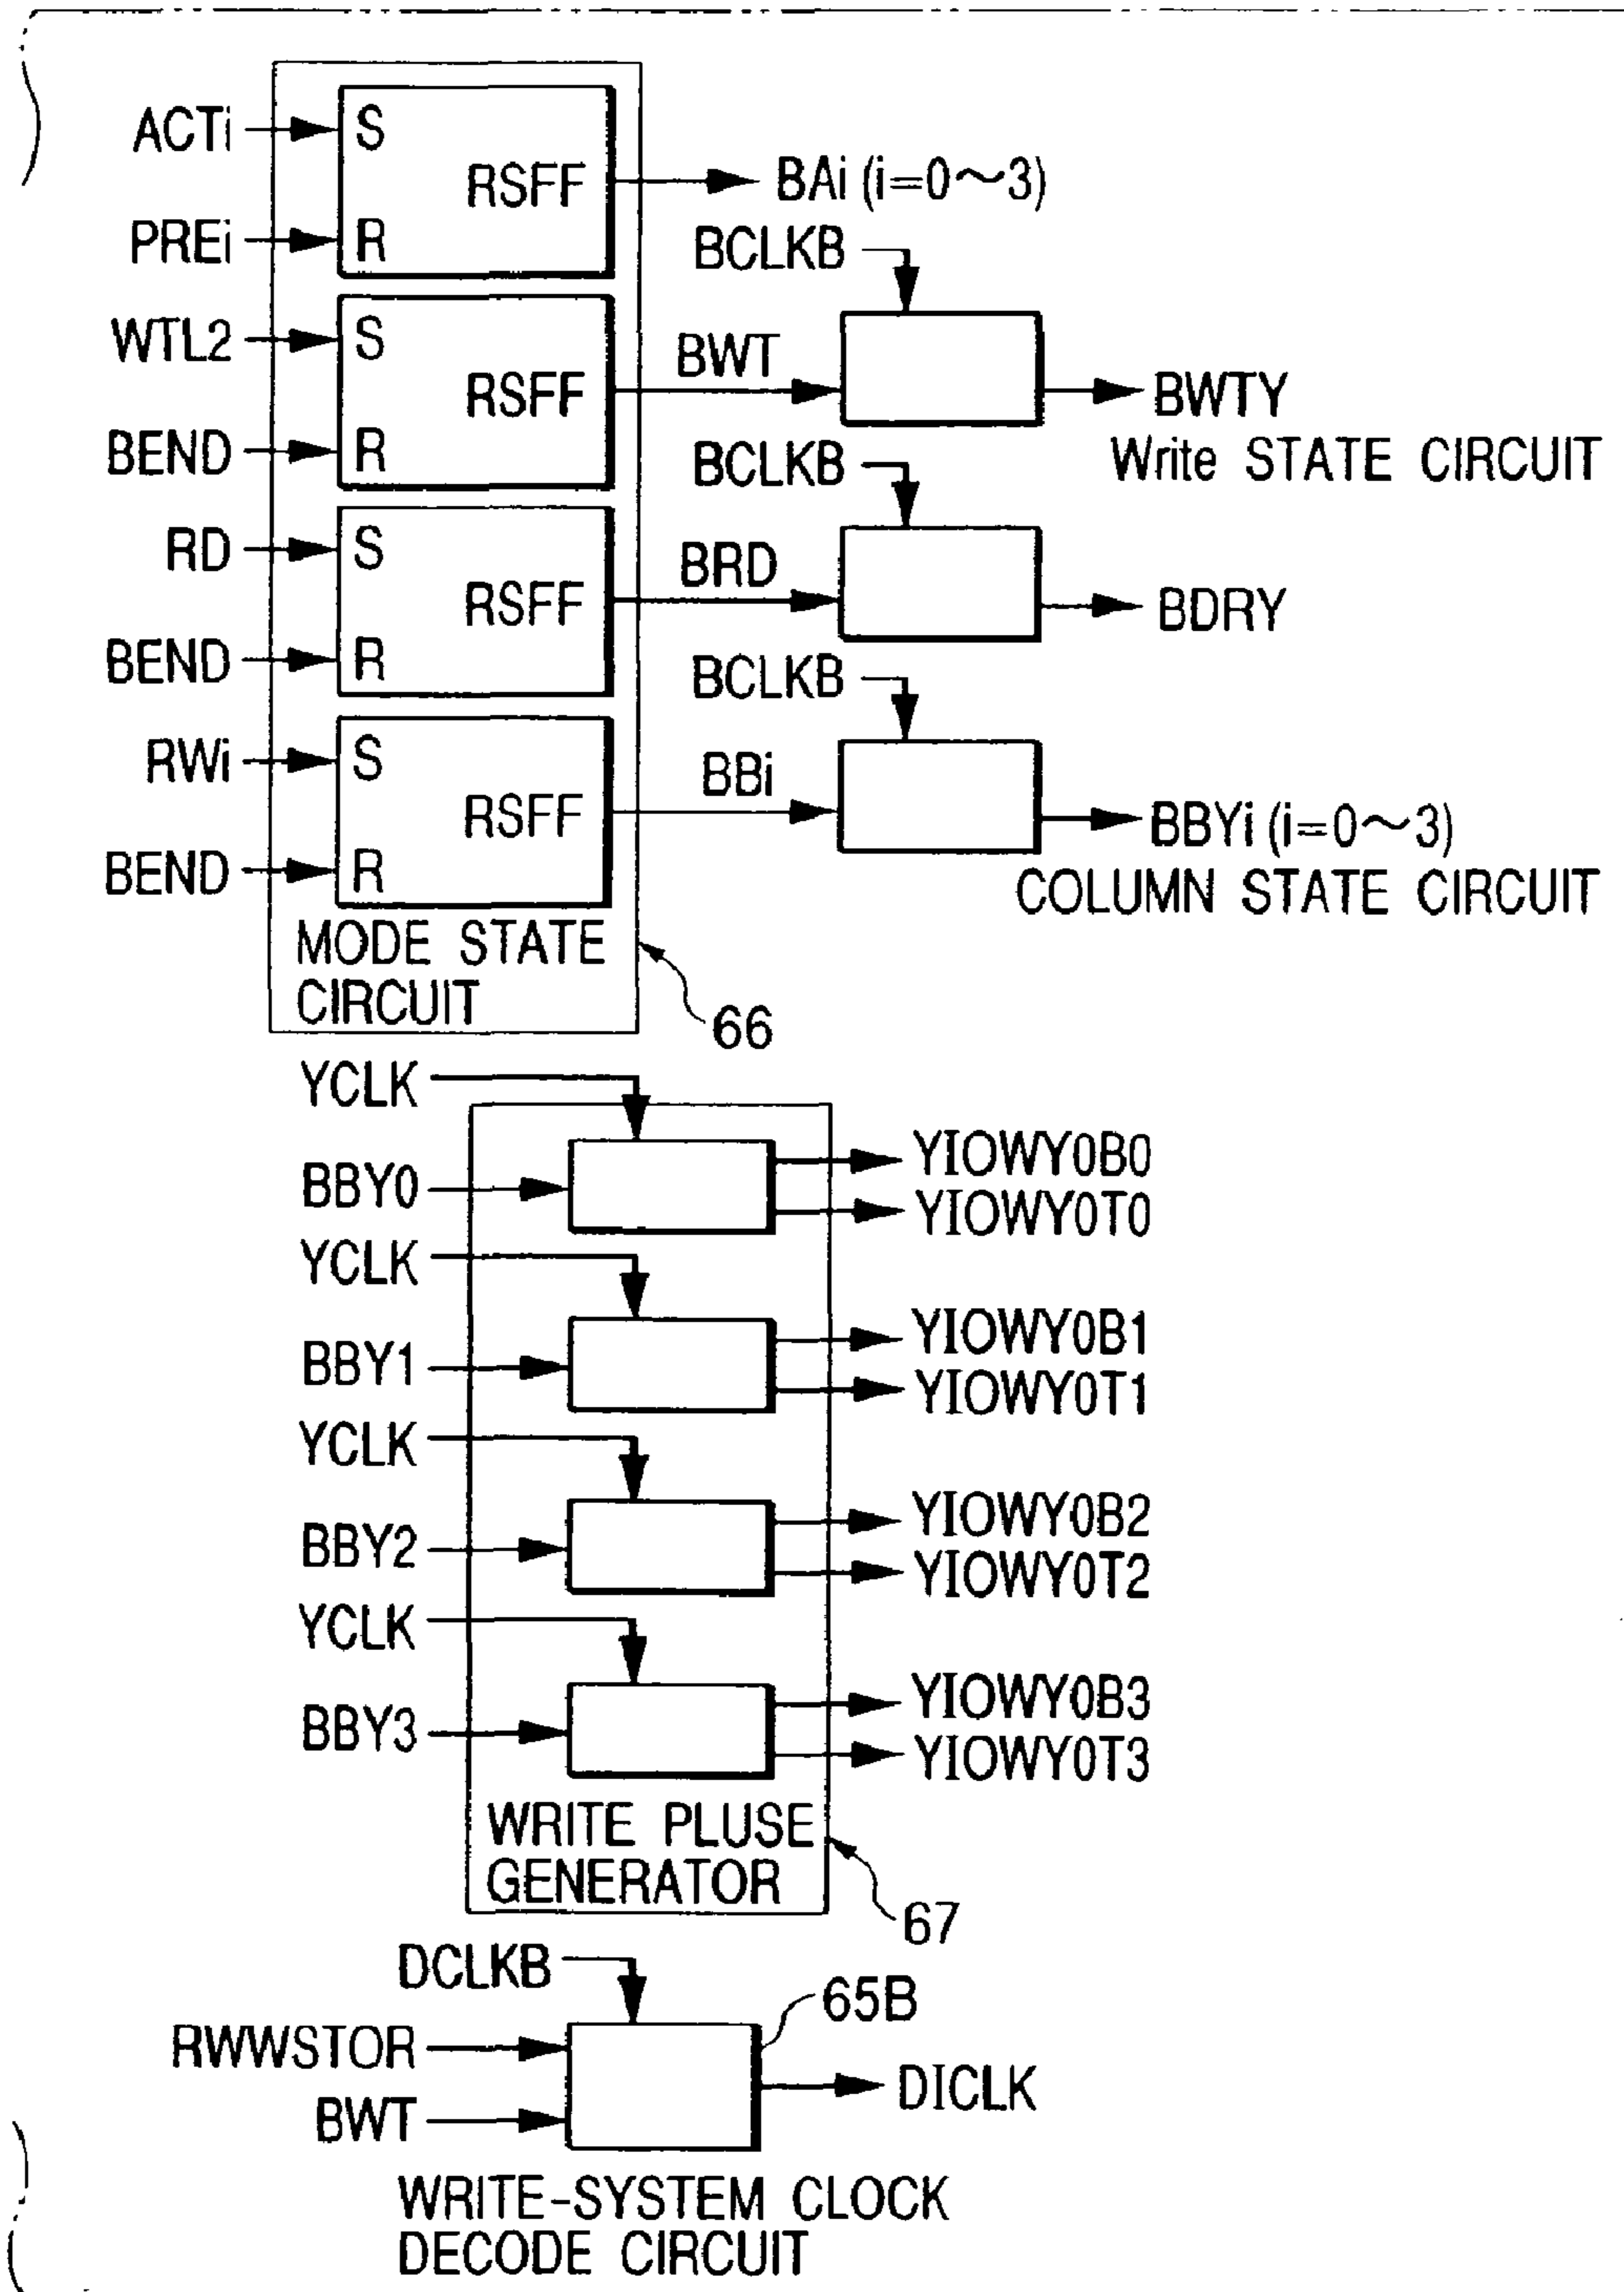 ACTi
S
RSFF
BAi (i=0～3)
PREi
R
BCLKB
WTL2
S
RSFF
BWT
BWTY
BEND
R
Write STATE CIRCUIT
BCLKB
RD
S
RSFF
BRD
BDRY
BEND
R
BCLKB
RWi
S
RSFF
BBi
BBYi (i=0～3)
BEND
R
COLUMN STATE CIRCUIT
MODE STATE
CIRCUIT
66
YCLK
YIOWY0B0
BBY0
YIOWY0T0
YCLK
YIOWY0B1
BBY1
YIOWY0T1
YCLK
YIOWY0B2
BBY2
YIOWY0T2
YCLK
YIOWY0B3
BBY3
YIOWY0T3
WRITE PLUSE
GENERATOR
67
DCLKB
65B
RWWSTOR
DICLK
BWT
WRITE-SYSTEM CLOCK
DECODE CIRCUIT